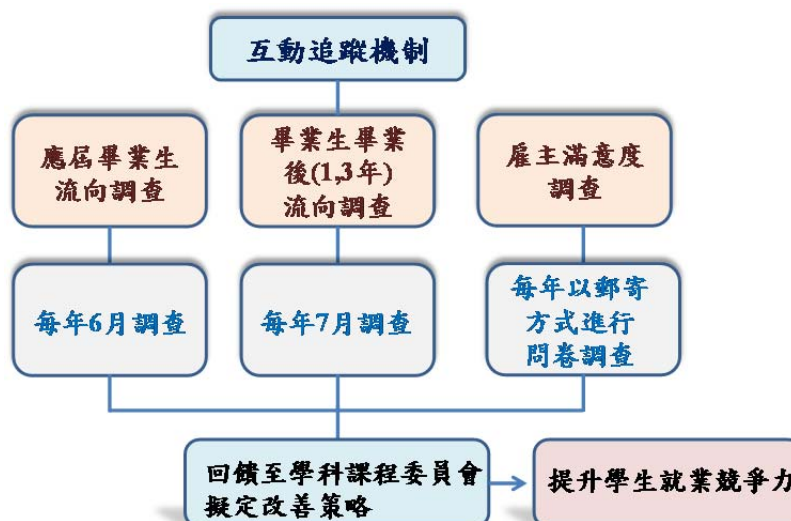 互動追蹤機制
應屆畢業生
流向調查
畢業生畢業
後(1,3年)
流向調查
雇主滿意度
調查
每年6月調查
每年7月調查
每年以郵寄
方式進行
問卷調查
回饋至學科課程委員會
擬定改善策略
提升學生就業競爭力